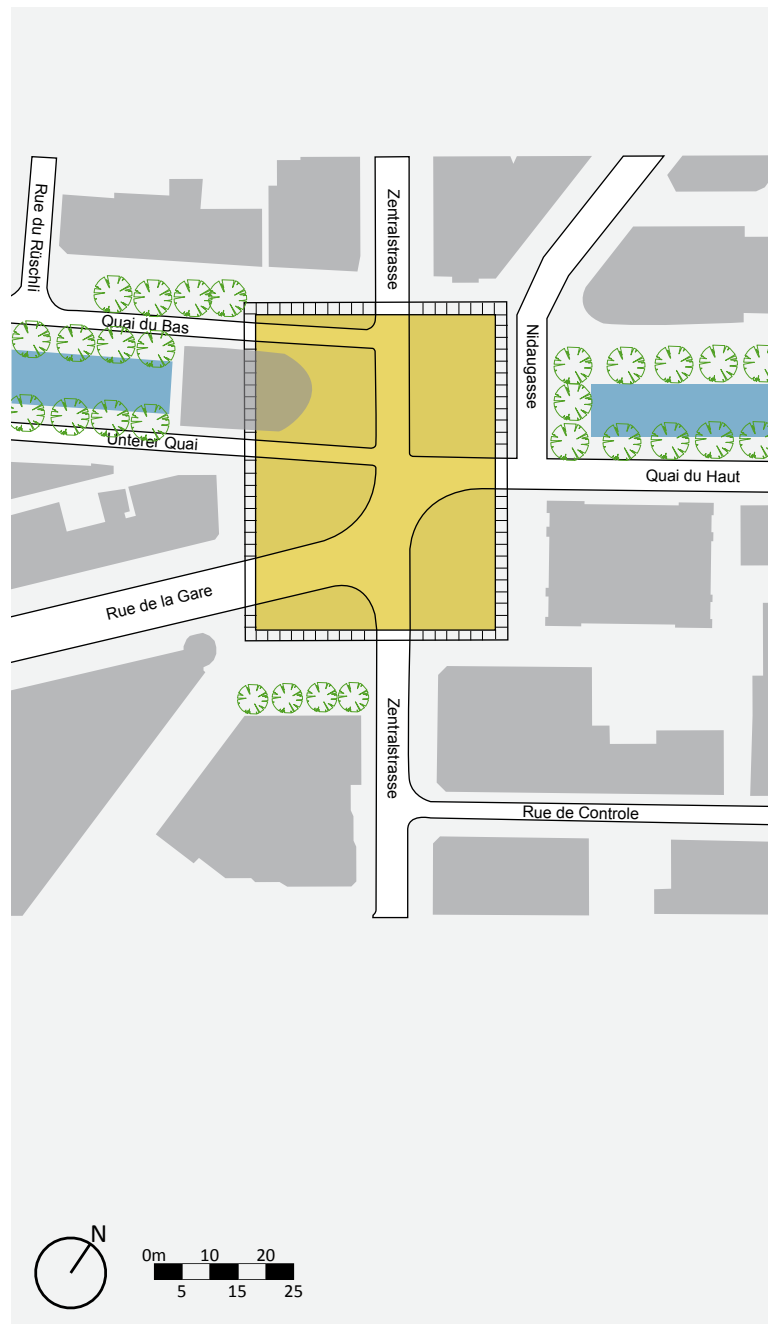 Rue du Rüschli
Zentralstrasse
Quai du Bas
Nidaugasse
Unterer Quai
Quai du Haut
Rue de la Gare
Zentralstrasse
Rue de Controle
N
0m 10 20
5 15 25